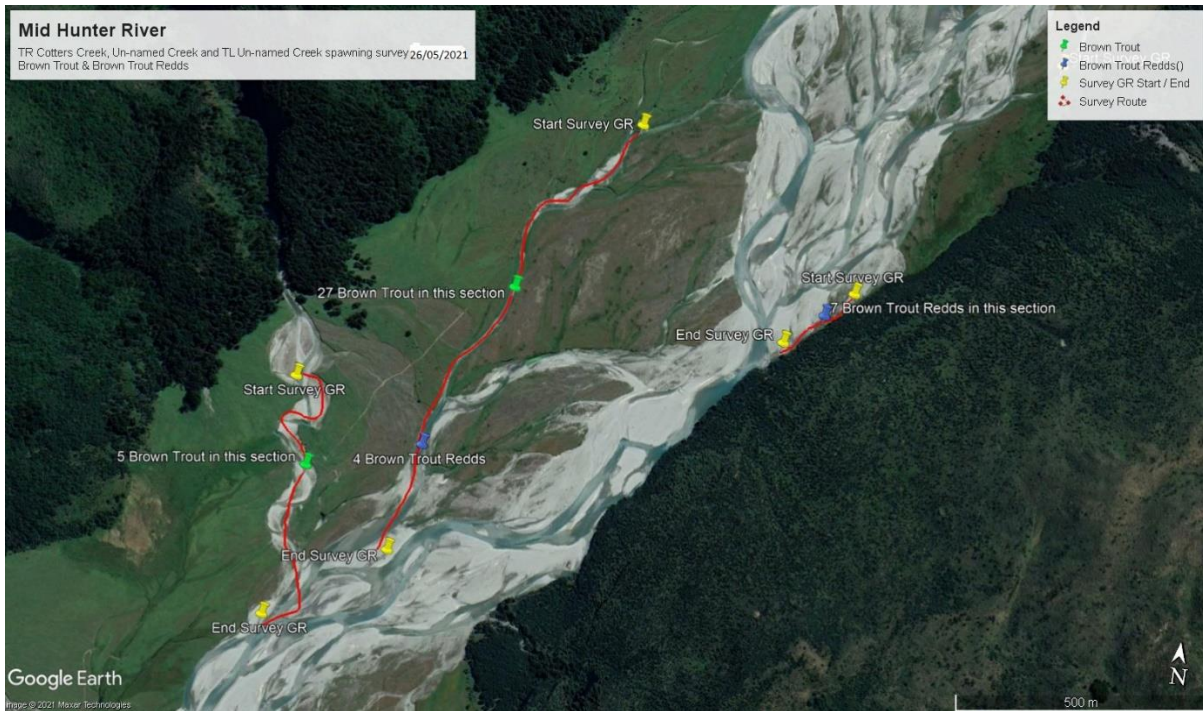 Mid Hunter River
TR Cotters Creek, Un-named Creek and TL Un-named Creek spawning survey 26/05/2021
Brown Trout & Brown Trout Redds
Legend
Brown Trout
Brown Trout Redds()
Survey GR Start / End
Survey Route
Start Survey GR
27 Brown Trout in this section
Start Survey GR
7 Brown Trout Redds in this section
End Survey GR
Start Survey GR
5 Brown Trout in this section
4 Brown Trout Redds
End Survey GR
End Survey GR
Google Earth
Image © 2021 Maxar Technologies
N
500 m